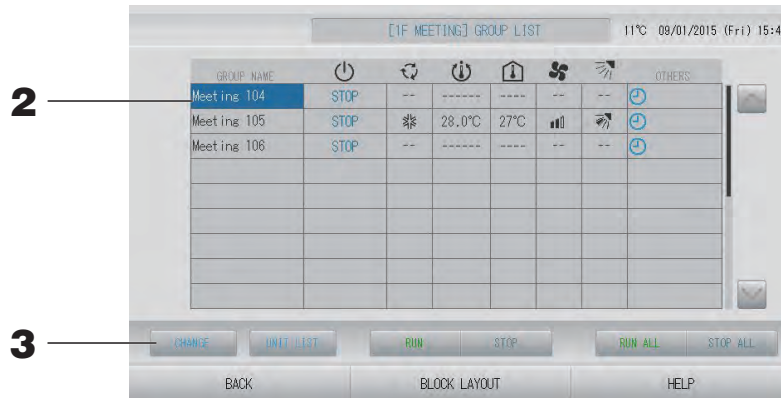 [1F MEETING] GROUP LIST 11°C 09/01/2015 (Fri) 15:4
GROUP NAME OTHERS
2 Meeting 104 STOP -- ------ ---- -- --
Meeting 105 STOP 28.0°C 27°C
Meeting 106 STOP -- ------ ---- -- --
3 CHANGE UNIT LIST RUN STOP RUN ALL STOP ALL
BACK BLOCK LAYOUT HELP